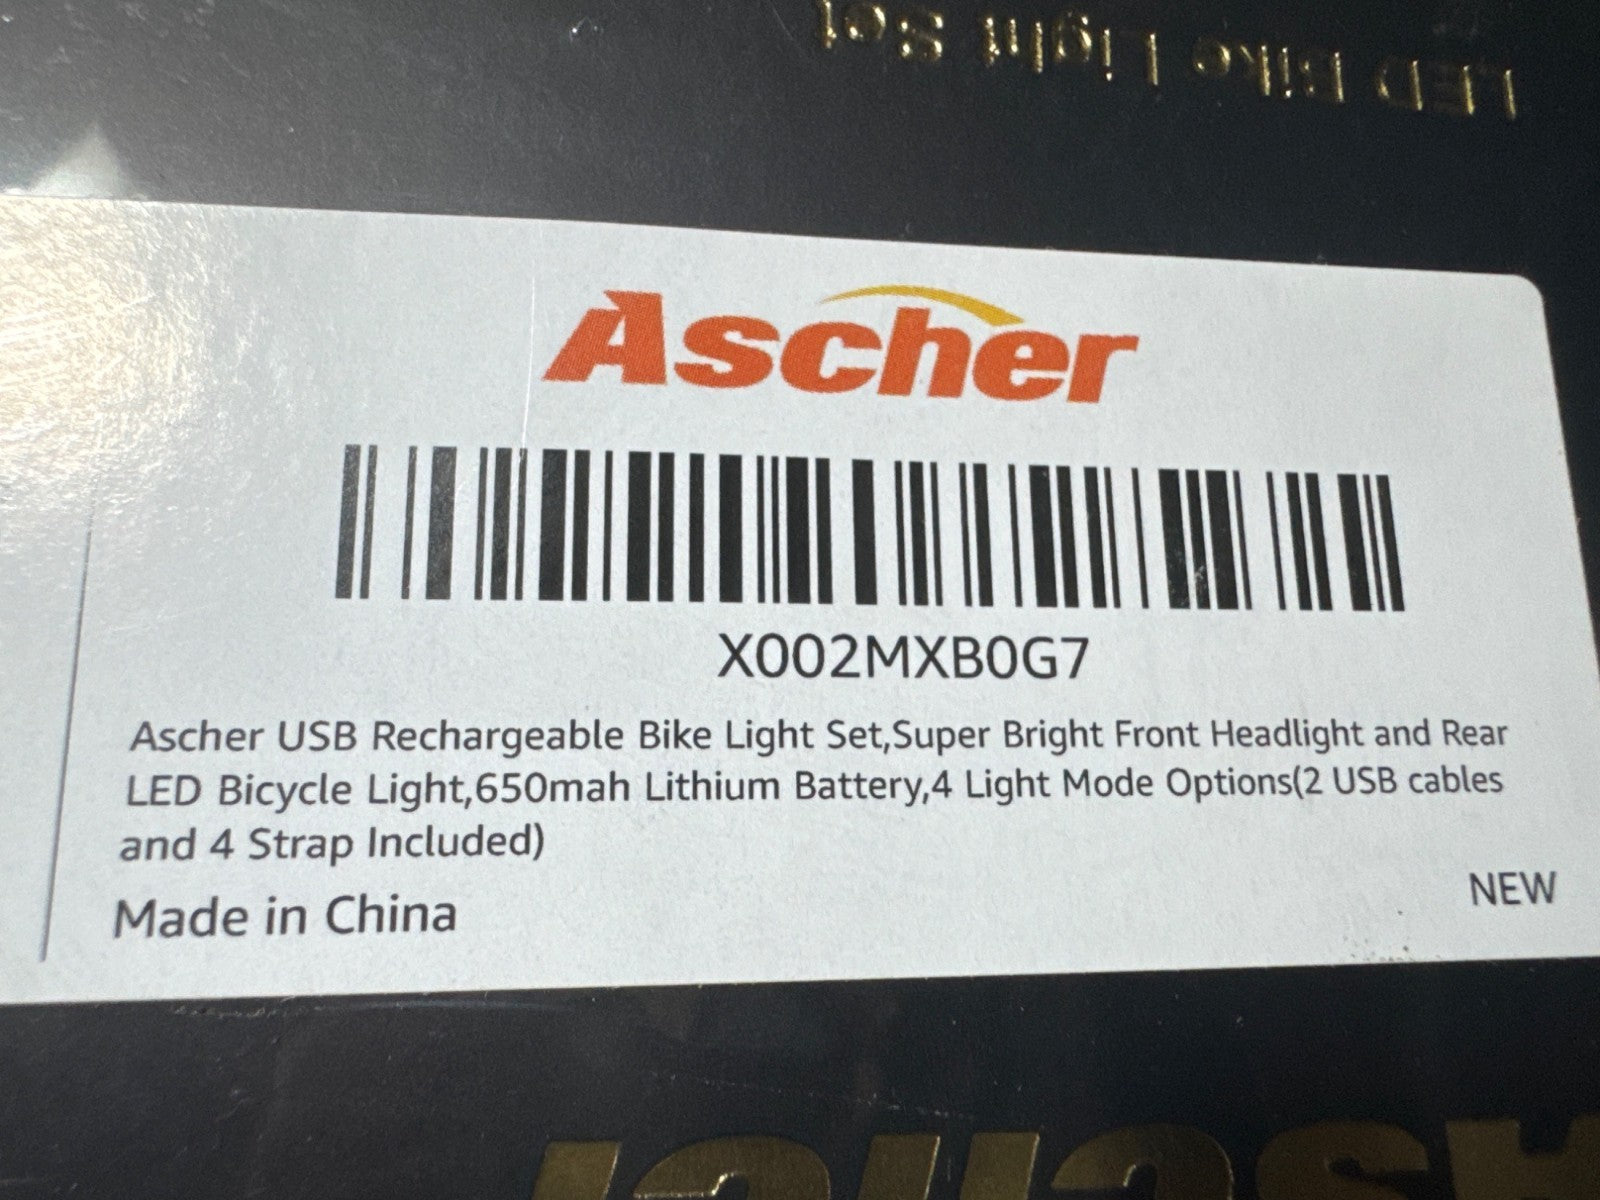 LED Bike Light Set
Ascher
X002MXB0G7
Ascher USB Rechargeable Bike Light Set,Super Bright Front Headlight and Rear
LED Bicycle Light,650mah Lithium Battery,4 Light Mode Options(2 USB cables
and 4 Strap Included)
Made in China
NEW
Ascher